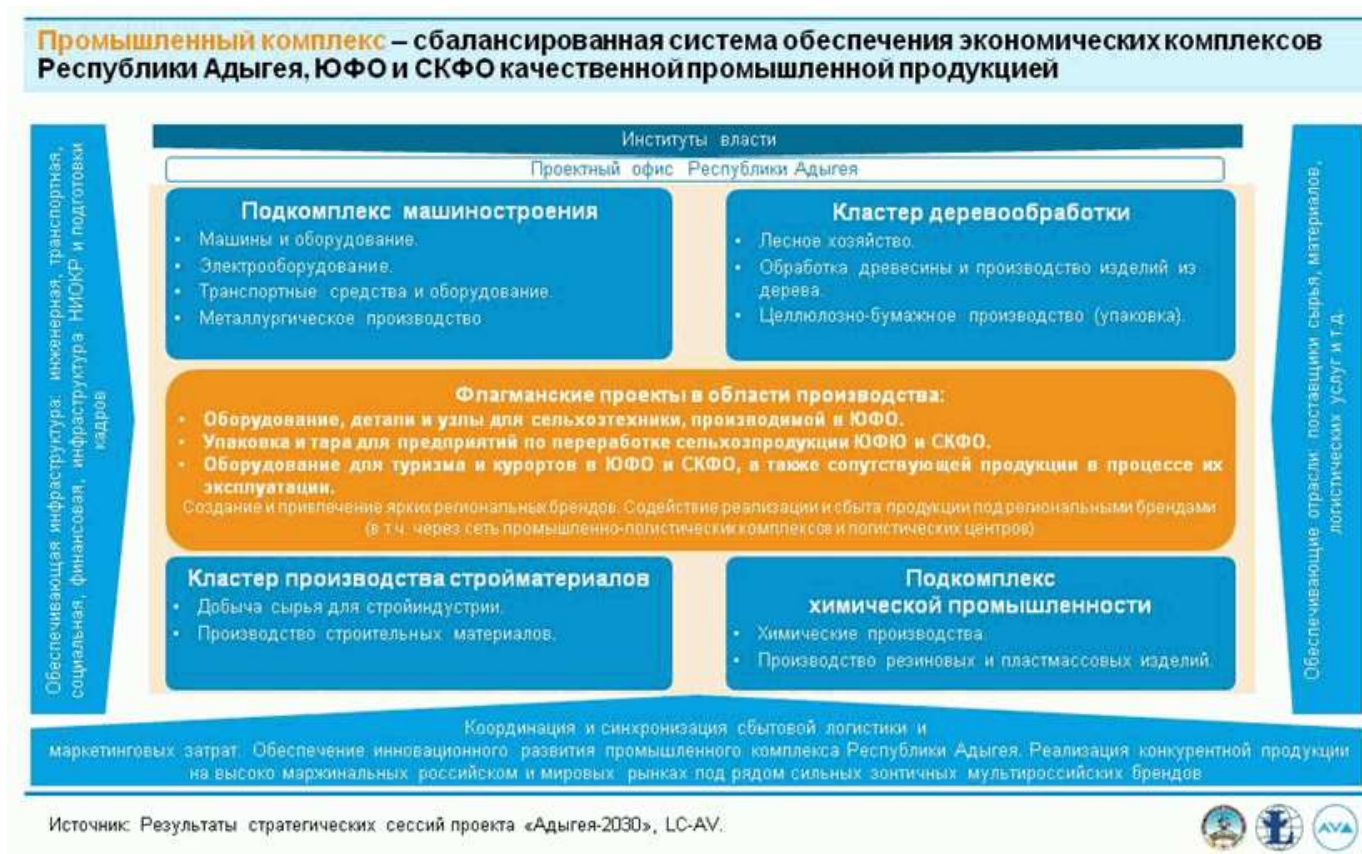 Промышленный комплекс – сбалансированная система обеспечения экономических комплексов
Республики Адыгея, ЮФО и СКФО качественной промышленной продукцией
Обеспечивающая инфраструктура: инженерная, транспортная,
социальная, финансовая, инфраструктура НИОКР и подготовки
кадров
Институты власти
Проектный офис Республики Адыгея
Подкомплекс машиностроения
• Машины и оборудование.
• Электрооборудование.
• Транспортные средства и оборудование.
• Металлургическое производство
Кластер деревообработки
• Лесное хозяйство.
• Обработка древесины и производство изделий из
дерева.
• Целлюлозно-бумажное производство (упаковка).
Флагманские проекты в области производства:
• Оборудование, детали и узлы для сельхозтехники, производимой в ЮФО.
• Упаковка и тара для предприятий по переработке сельхозпродукции ЮФЮ и СКФО.
• Оборудование для туризма и курортов в ЮФО и СКФО, а также сопутствующей продукции в процессе их
эксплуатации.
Создание и привлечение ярких региональных брендов. Содействие реализации и сбыта продукции под региональными брендами
(в т.ч. через сеть промышленно-логистических комплексов и логистических центров)
Кластер производства стройматериалов
• Добыча сырья для стройиндустрии.
• Производство строительных материалов.
Подкомплекс
химической промышленности
• Химические производства.
• Производство резиновых и пластмассовых изделий.
Обеспечивающие отрасли: поставщики сырья, материалов,
логистических услуг и т.д.
Координация и синхронизация сбытовой логистики и
маркетинговых затрат. Обеспечение инновационного развития промышленного комплекса Республики Адыгея. Реализация конкурентной продукции
на высоко маржинальных российском и мировых рынках под рядом сильных зонтичных мультироссийских брендов
Источник: Результаты стратегических сессий проекта «Адыгея-2030», LC-AV.
AVA